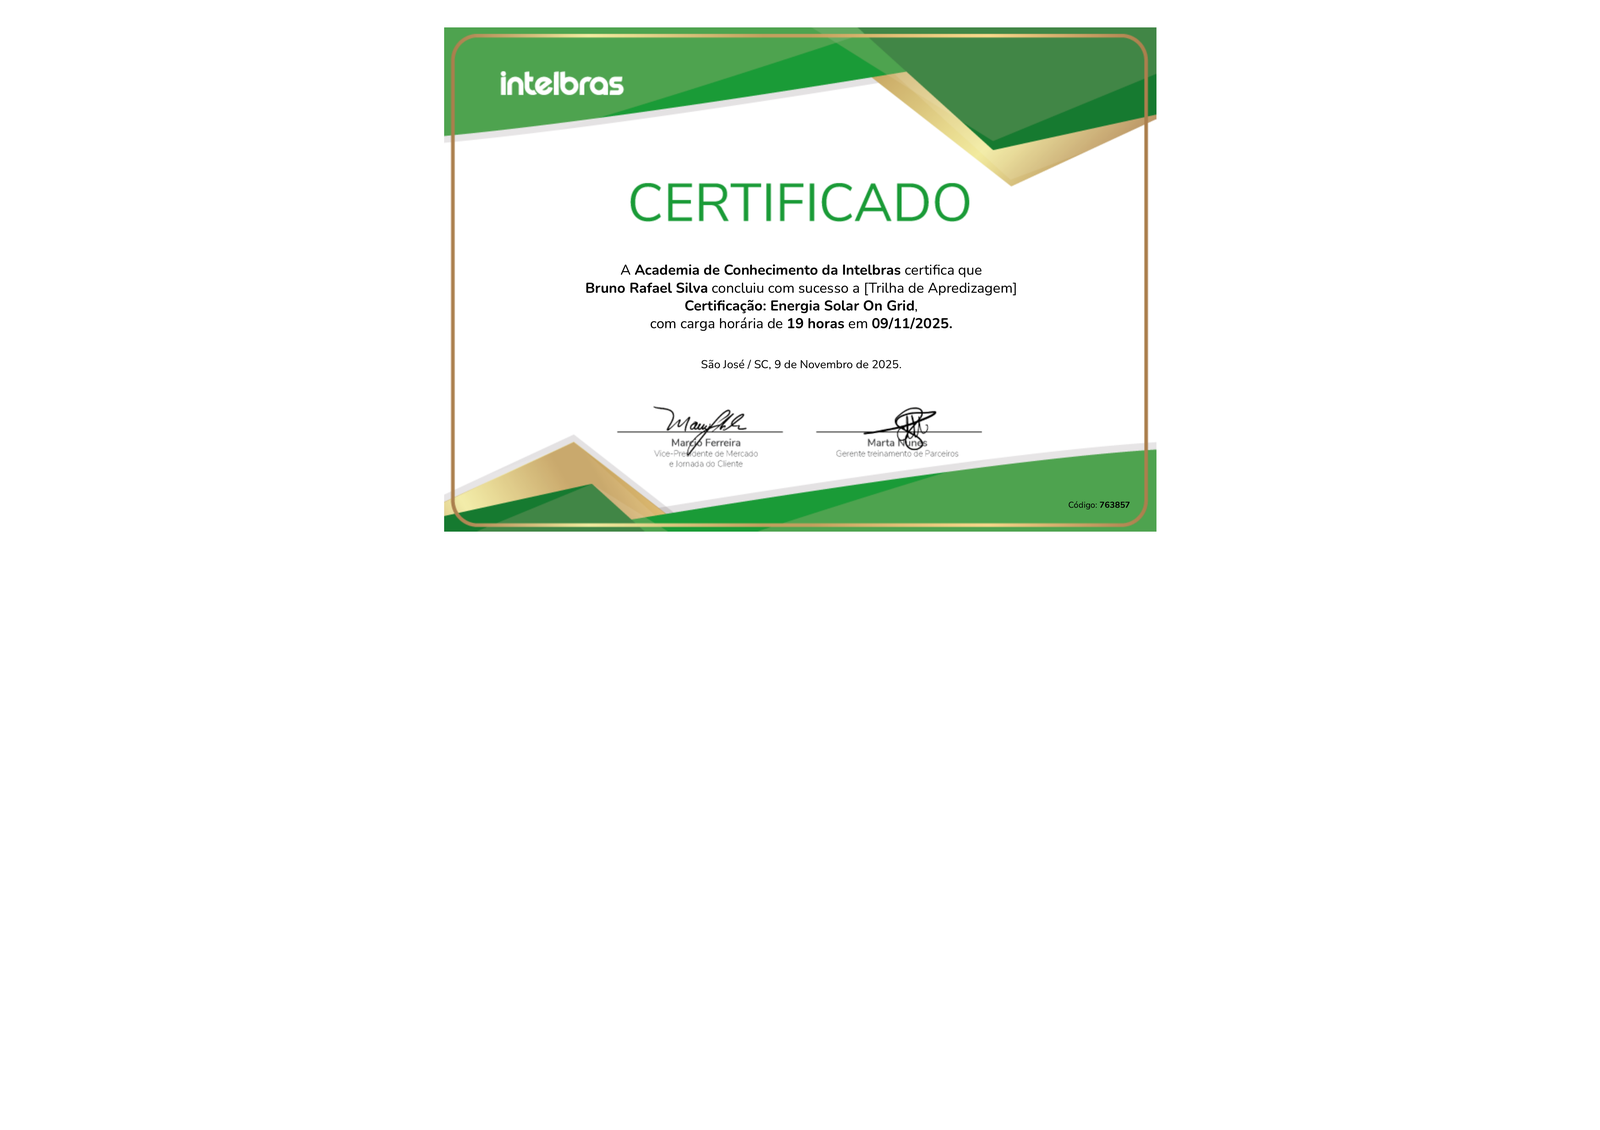 intelbras
CERTIFICADO
A Academia de Conhecimento da Intelbras certifica que
Bruno Rafael Silva concluiu com sucesso a [Trilha de Apredizagem]
Certificação: Energia Solar On Grid,
com carga horária de 19 horas em 09/11/2025.
São José / SC, 9 de Novembro de 2025.
Marcio Ferreira
Vice-Presidente de Mercado
e Jornada do Cliente
Marta Nunes
Gerente treinamento de Parceiros
Código: 763857